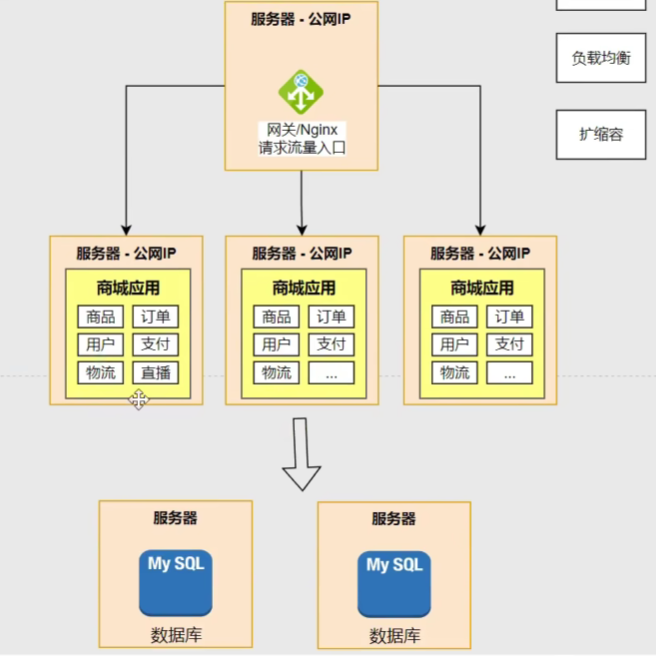 服务器 - 公网IP
网关/Nginx
请求流量入口
负载均衡
扩缩容
服务器 - 公网IP
商城应用
商品
订单
用户
支付
物流
直播
服务器 - 公网IP
商城应用
商品
订单
用户
支付
物流
...
服务器 - 公网IP
商城应用
商品
订单
用户
支付
物流
...
服务器
My SQL
数据库
服务器
My SQL
数据库